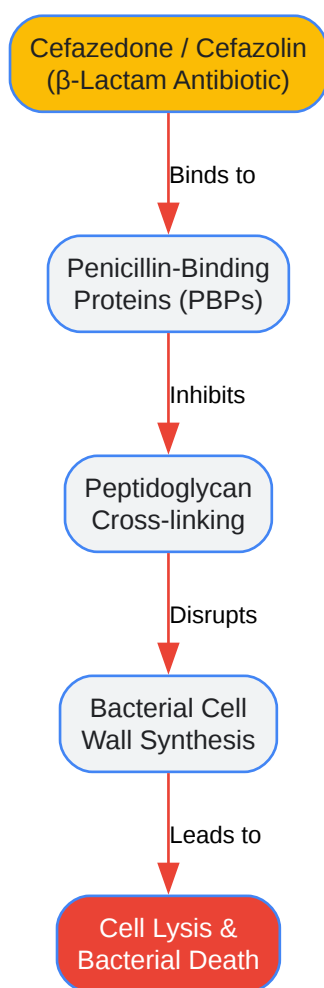 Cefazedone / Cefazolin
(β-Lactam Antibiotic)
Binds to
Penicillin-Binding
Proteins (PBPs)
Inhibits
Peptidoglycan
Cross-linking
Disrupts
Bacterial Cell
Wall Synthesis
Leads to
Cell Lysis &
Bacterial Death